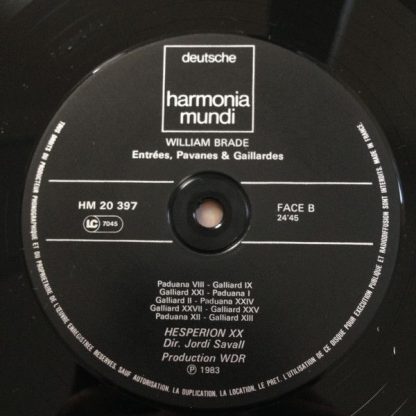 deutsche
harmonia
mundi
WILLIAM BRADE
Entrées, Pavanes & Gaillardes
HM 20 397
LC 7045
FACE B
24'45
Paduana VIII - Galliard IX
Galliard XXI - Paduana I
Galliard II - Paduana XXIV
Galliard XXVII - Galliard XXV
Paduana XII - Galliard XIII
HESPERION XX
Dir. Jordi Savall
Production WDR
℗ 1983
TOUS DROITS DU PRODUCTEUR PHONOGRAPHIQUE ET DU PROPRIETAIRE DE L'ŒUVRE ENREGISTREE RESERVES. SAUF AUTORISATION, LA DUPLICATION, LA LOCATION, LE PRET, L'UTILISATION DE CE DISQUE POUR EXECUTION PUBLIQUE ET RADIODIFFUSION SONT INTERDITS. MADE IN FRANCE.